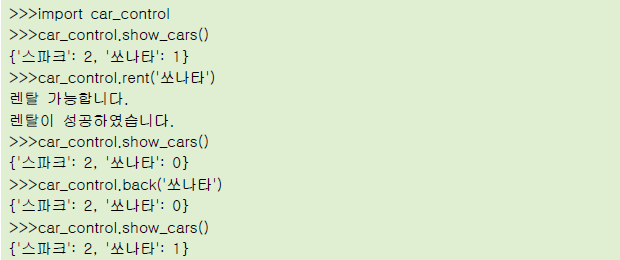 >>>import car_control
>>>car_control.show_cars()
{'스파크': 2, '쏘나타': 1}
>>>car_control.rent('쏘나타')
렌탈 가능합니다.
렌탈이 성공하였습니다.
>>>car_control.show_cars()
{'스파크': 2, '쏘나타': 0}
>>>car_control.back('쏘나타')
{'스파크': 2, '쏘나타': 0}
>>>car_control.show_cars()
{'스파크': 2, '쏘나타': 1}